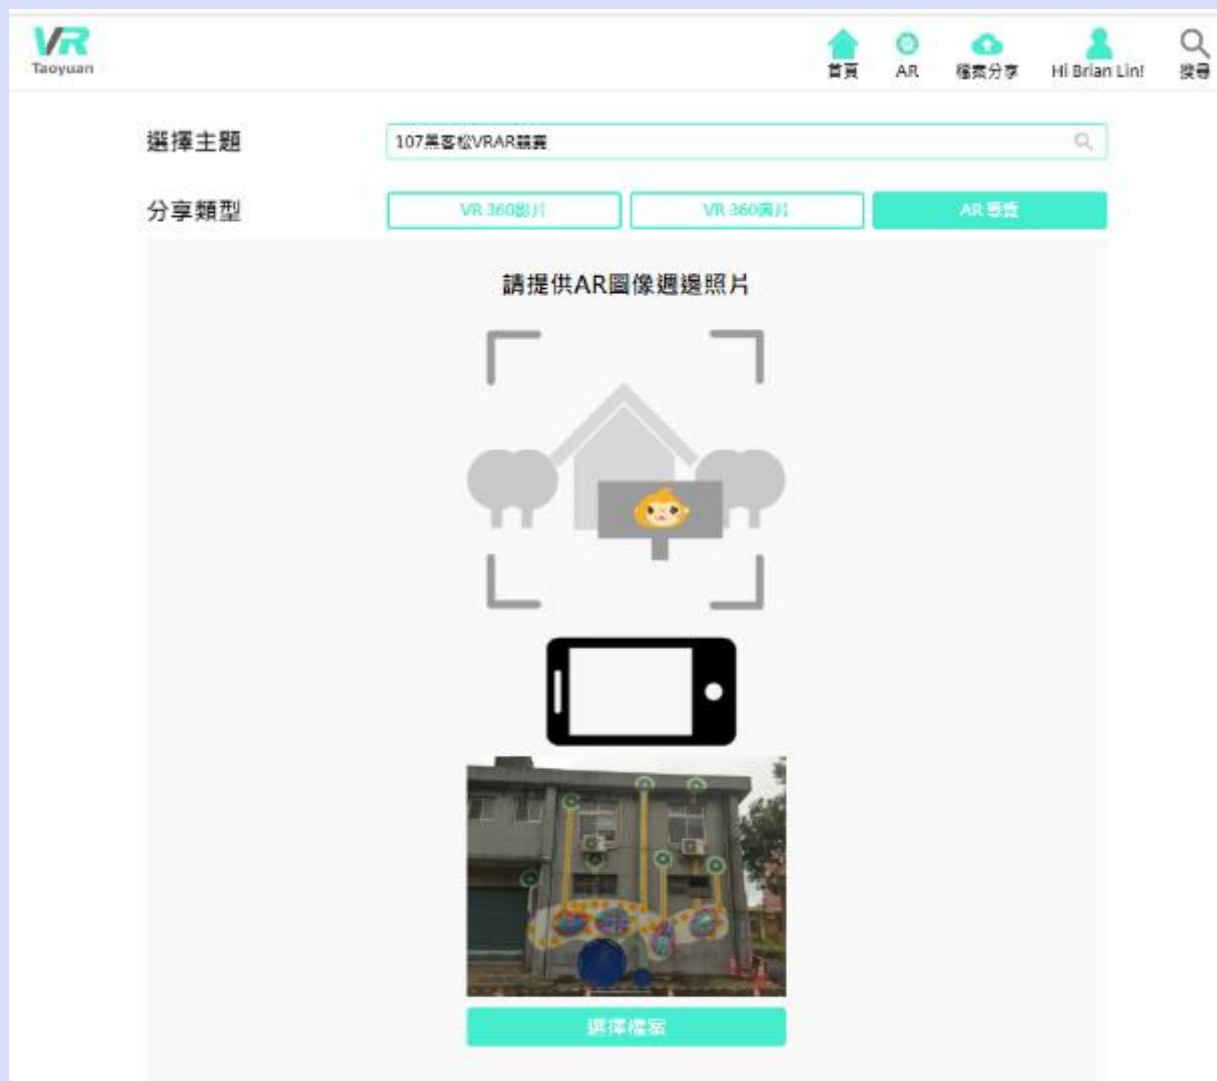 VR
Taoyuan
首頁
AR
檔案分享
Hi Brian Lin!
搜尋
選擇主題
107黑客松VRAR競賽
分享類型
VR 360影片
VR 360圖片
AR 導覽
請提供AR圖像週邊照片
選擇檔案